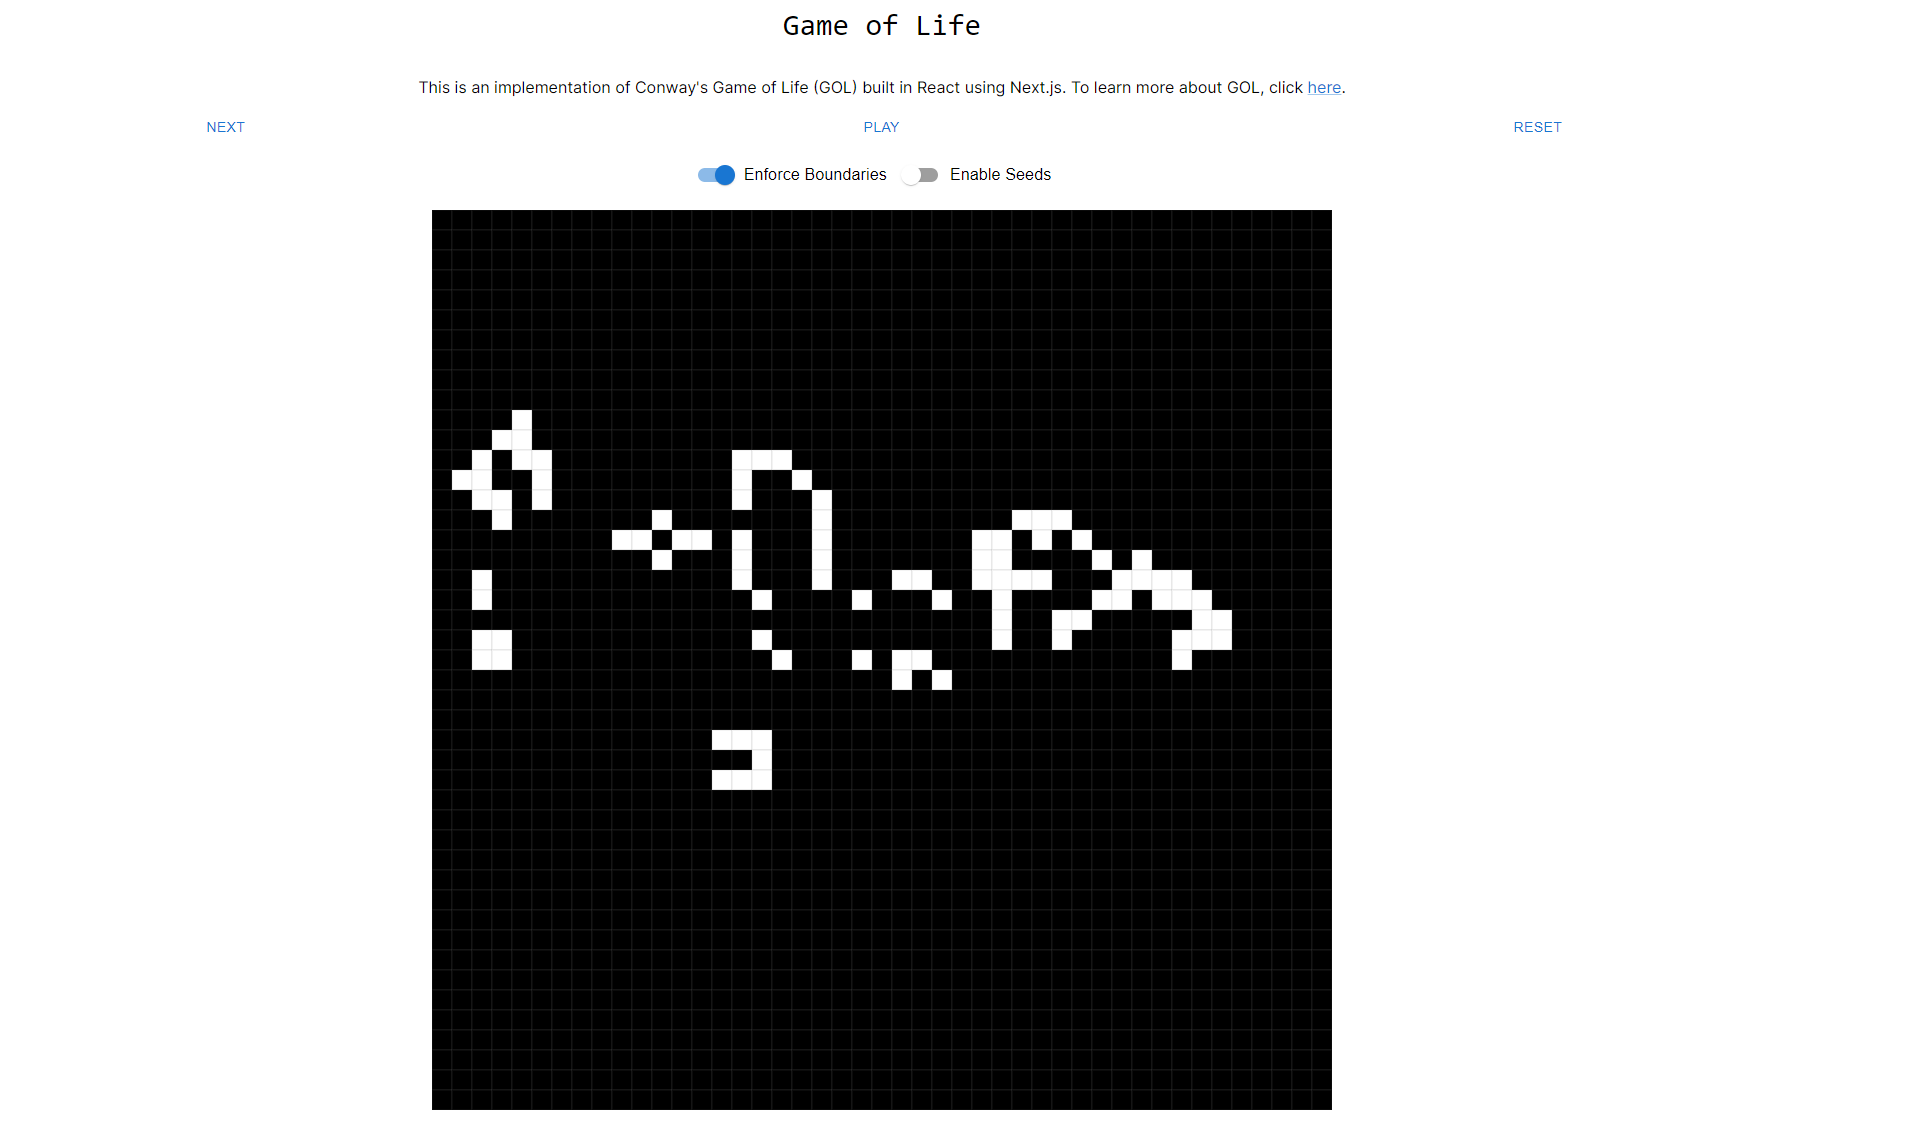 Game of Life
This is an implementation of Conway's Game of Life (GOL) built in React using Next.js. To learn more about GOL, click here.
NEXT PLAY RESET
Enforce Boundaries Enable Seeds